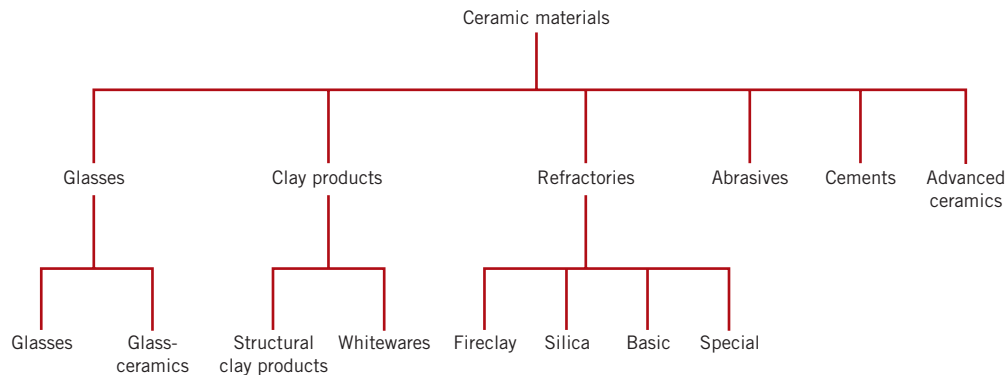 Ceramic materials
Glasses
Clay products
Refractories
Abrasives
Cements
Advanced
ceramics
Glasses
Glass-
ceramics
Structural
clay products
Whitewares
Fireclay
Silica
Basic
Special